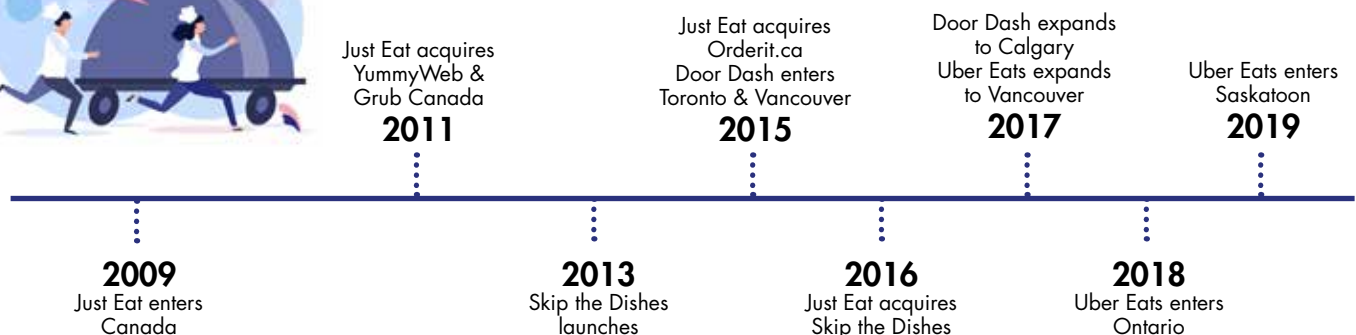 Just Eat acquires
YummyWeb &
Grub Canada
2011
Just Eat acquires
Orderit.ca
Door Dash enters
Toronto & Vancouver
2015
Door Dash expands
to Calgary
Uber Eats expands
to Vancouver
2017
Uber Eats enters
Saskatoon
2019
2009
Just Eat enters
Canada
2013
Skip the Dishes
launches
2016
Just Eat acquires
Skip the Dishes
2018
Uber Eats enters
Ontario